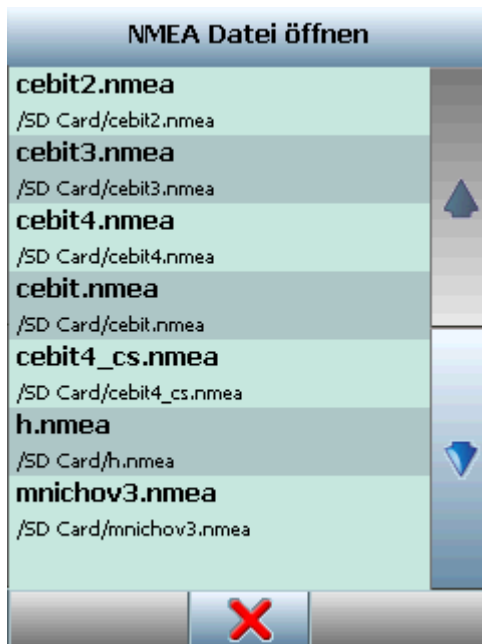 NMEA Datei öffnen
cebit2.nmea
/SD Card/cebit2.nmea
cebit3.nmea
/SD Card/cebit3.nmea
cebit4.nmea
/SD Card/cebit4.nmea
cebit.nmea
/SD Card/cebit.nmea
cebit4_cs.nmea
/SD Card/cebit4_cs.nmea
h.nmea
/SD Card/h.nmea
mnichov3.nmea
/SD Card/mnichov3.nmea